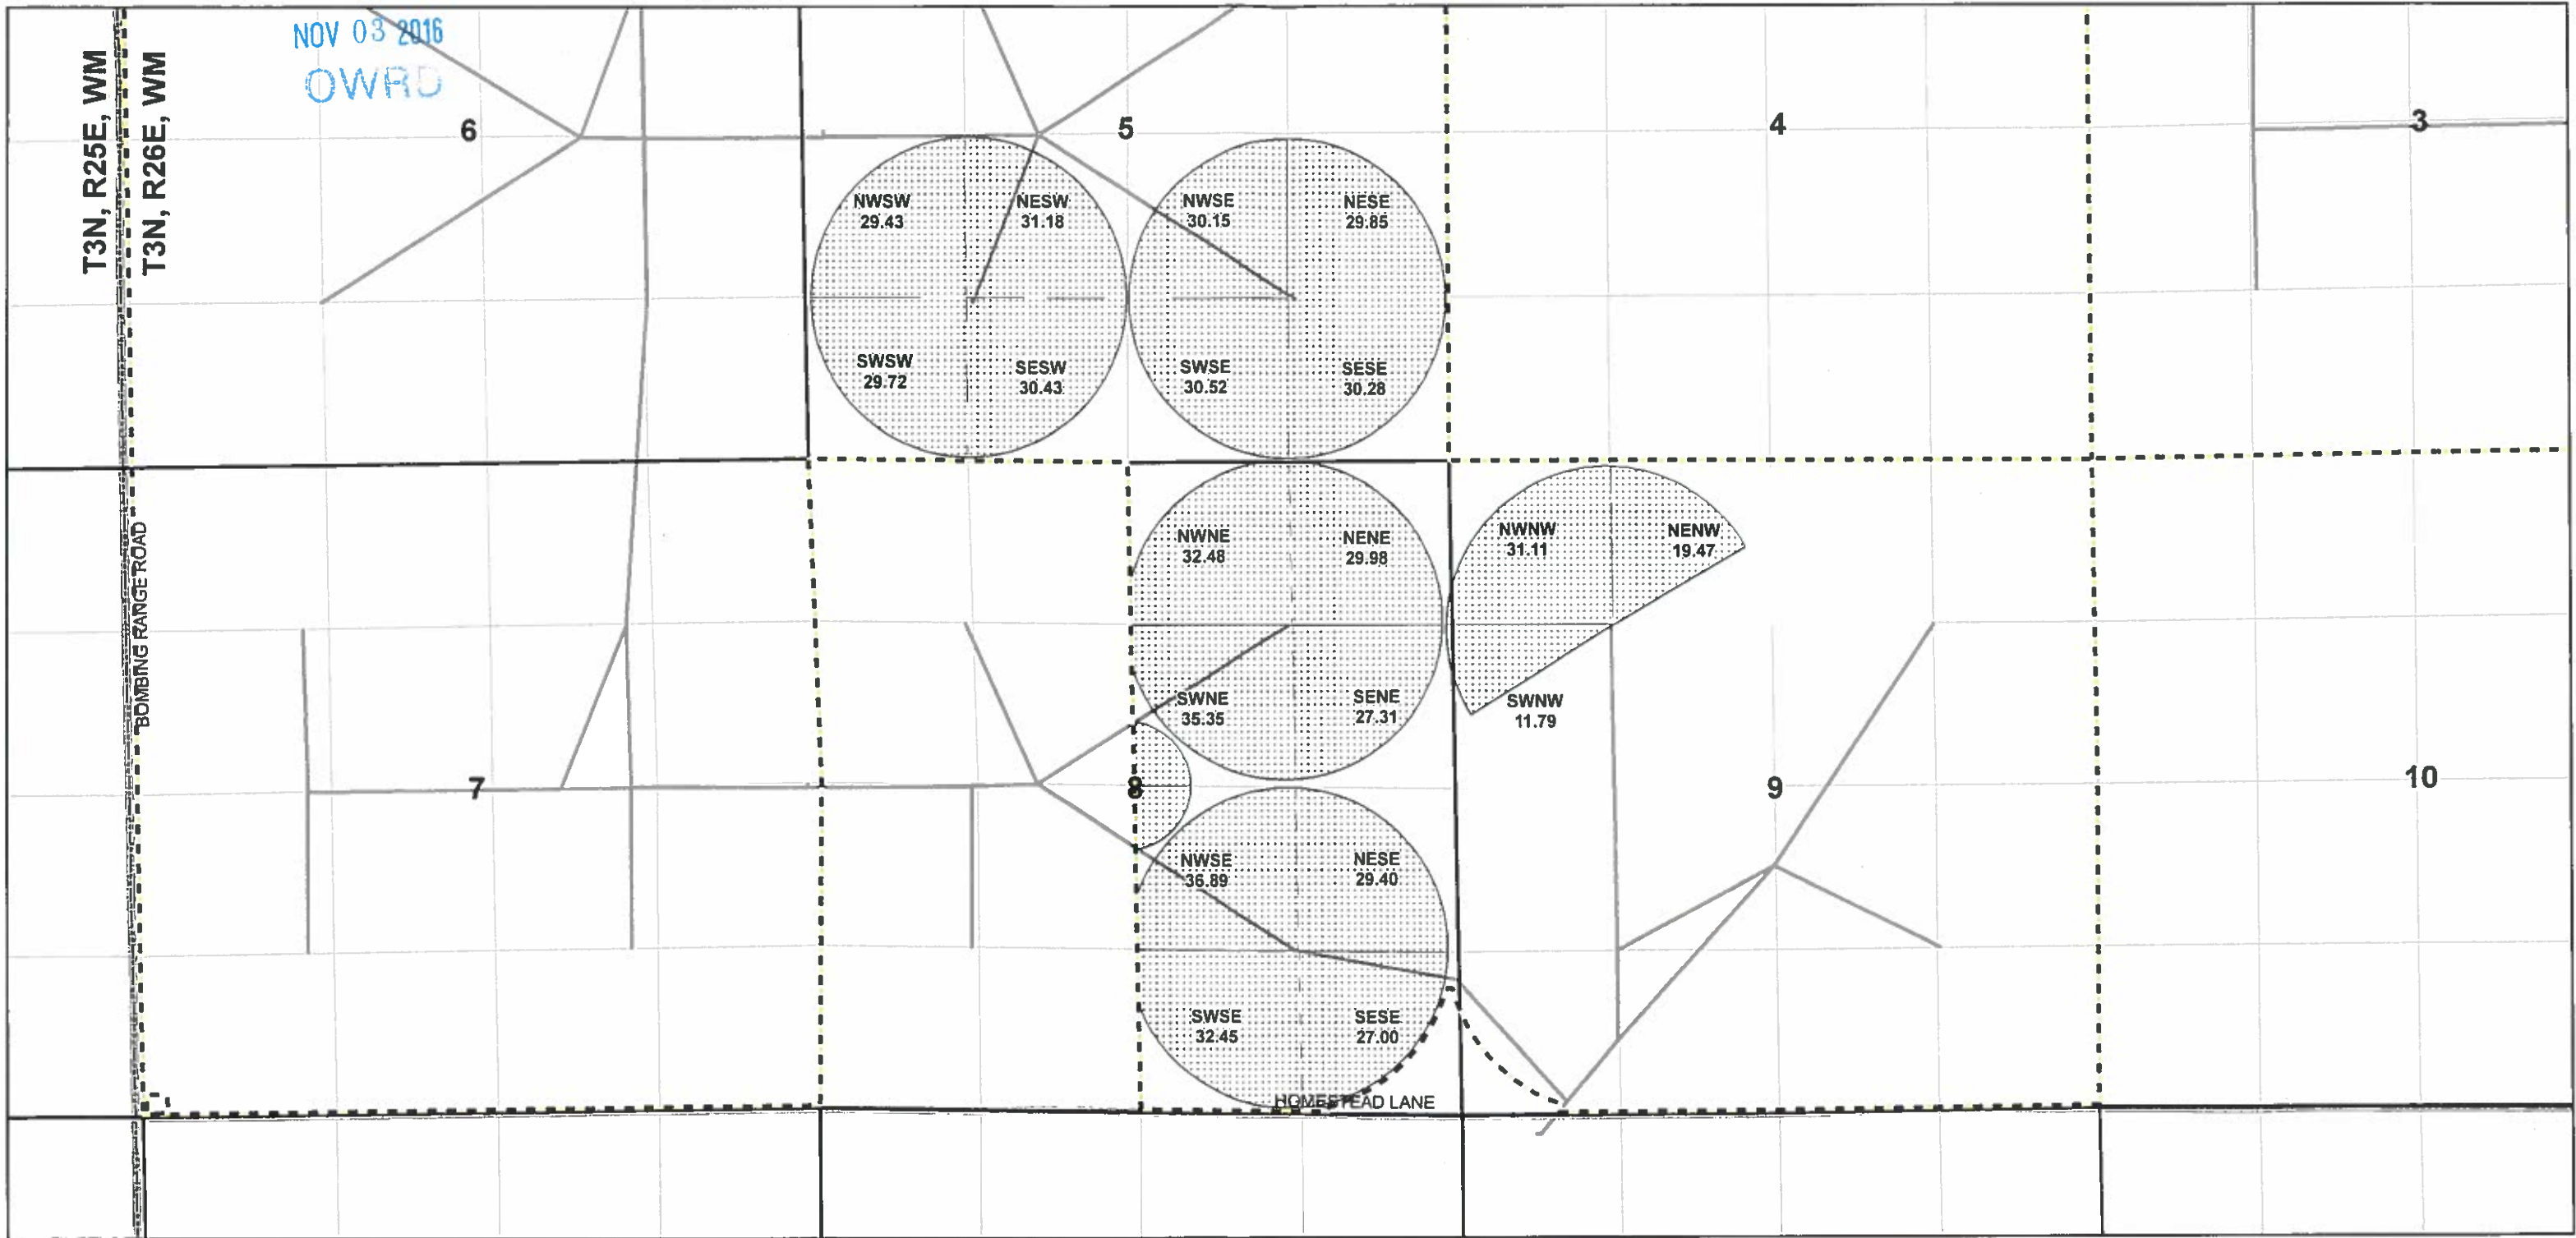 NOV 03 2016
OWRD
T3N, R25E, WM
T3N, R26E, WM
6
5
4
3
NWSW
29.43
NESW
31.18
NWSE
30.15
NESE
29.85
SWSW
29.72
SESW
30.43
SWSE
30.52
SESE
30.28
BOMBING RANGE ROAD
NWNE
32.48
NENE
29.98
NWNW
31.11
NENW
19.47
SWNE
35.35
SENE
27.31
SWNW
11.79
7
8
9
10
NWSE
36.89
NESE
29.40
SWSE
32.45
SESE
27.00
HOMESTEAD LANE